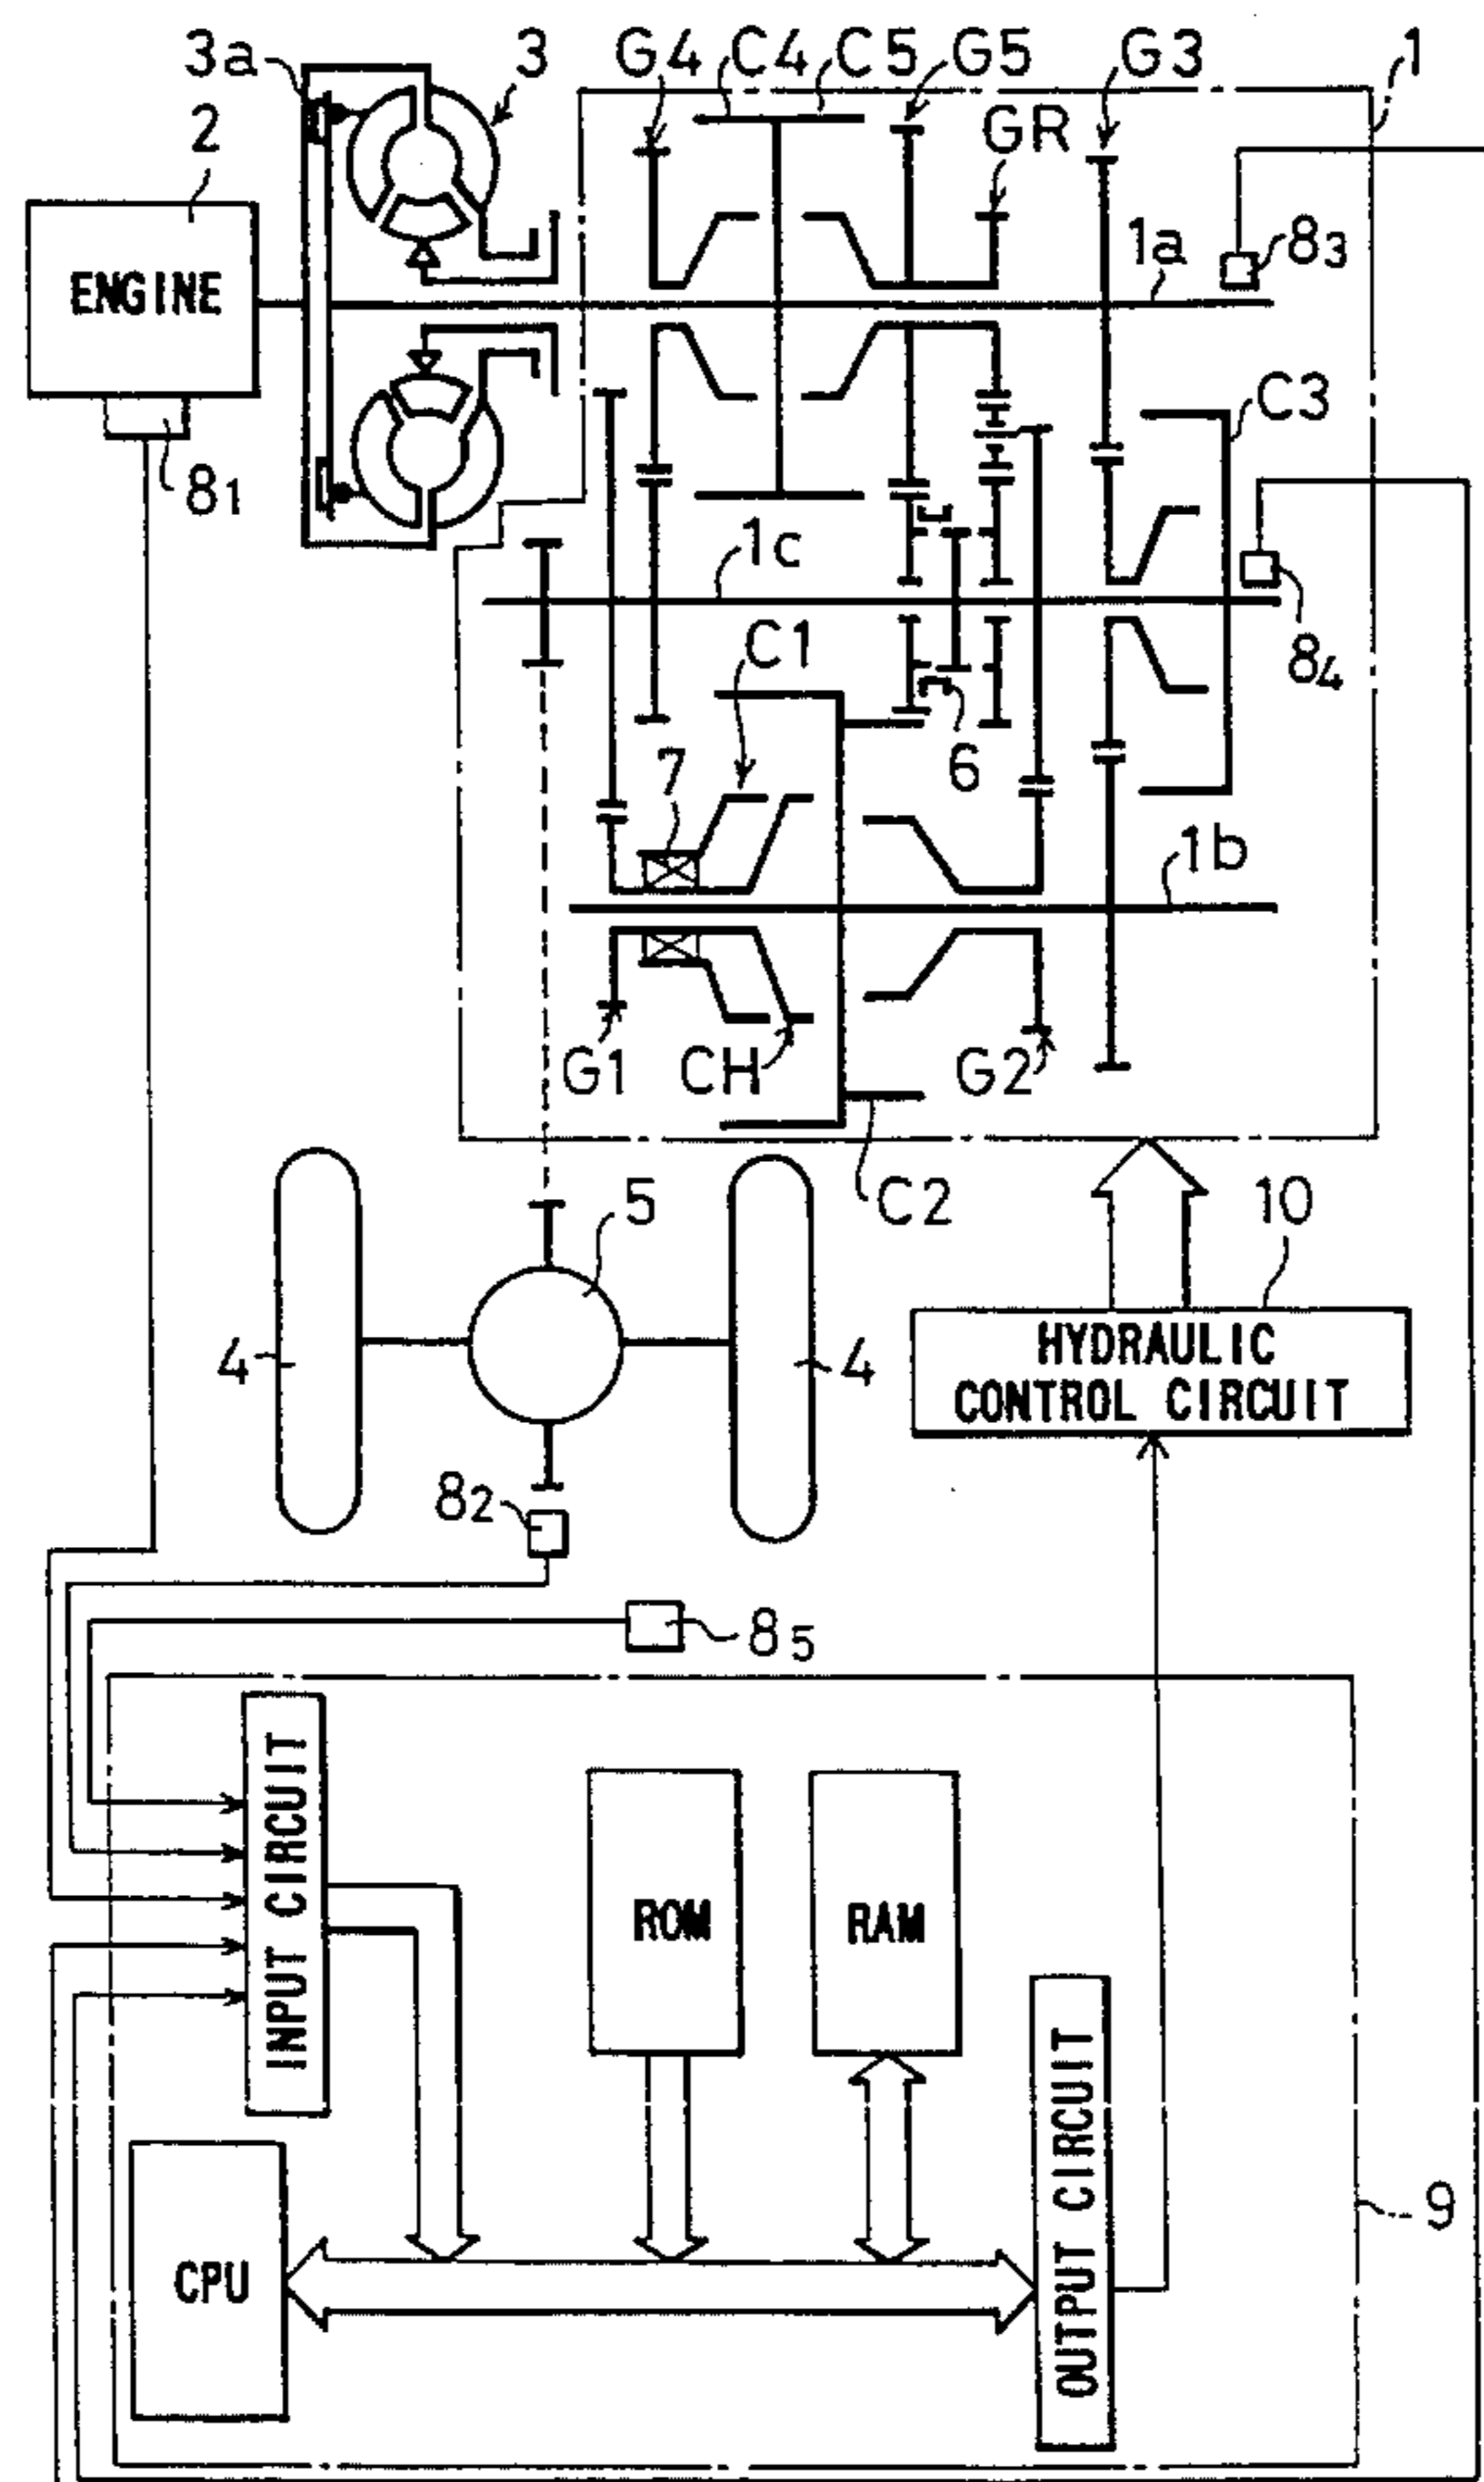 3a
3
G4
C4
C5
G5
G3
1
GR
2
ENGINE
1a
8₃
8₁
C3
1c
8₄
C1
7
6
1b
G1
CH
G2
C2
5
10
4
4
HYDRAULIC
CONTROL CIRCUIT
8₂
8₅
INPUT CIRCUIT
ROM
RAM
OUTPUT CIRCUIT
CPU
9